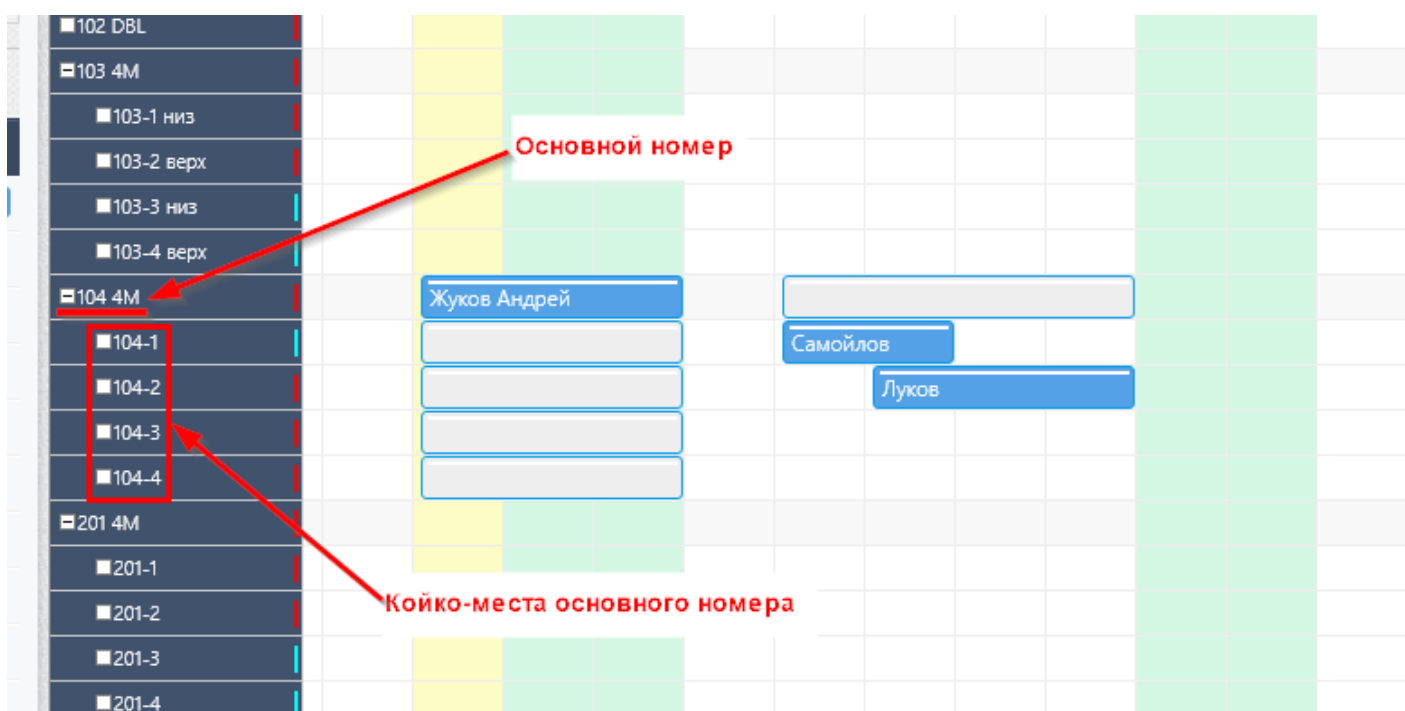 102 DBL
103 4М
103-1 низ
Основной номер
103-2 верх
103-3 низ
103-4 верх
104 4М
Жуков Андрей
104-1
Самойлов
104-2
Луков
104-3
104-4
201 4М
201-1
Койко-места основного номера
201-2
201-3
201-4